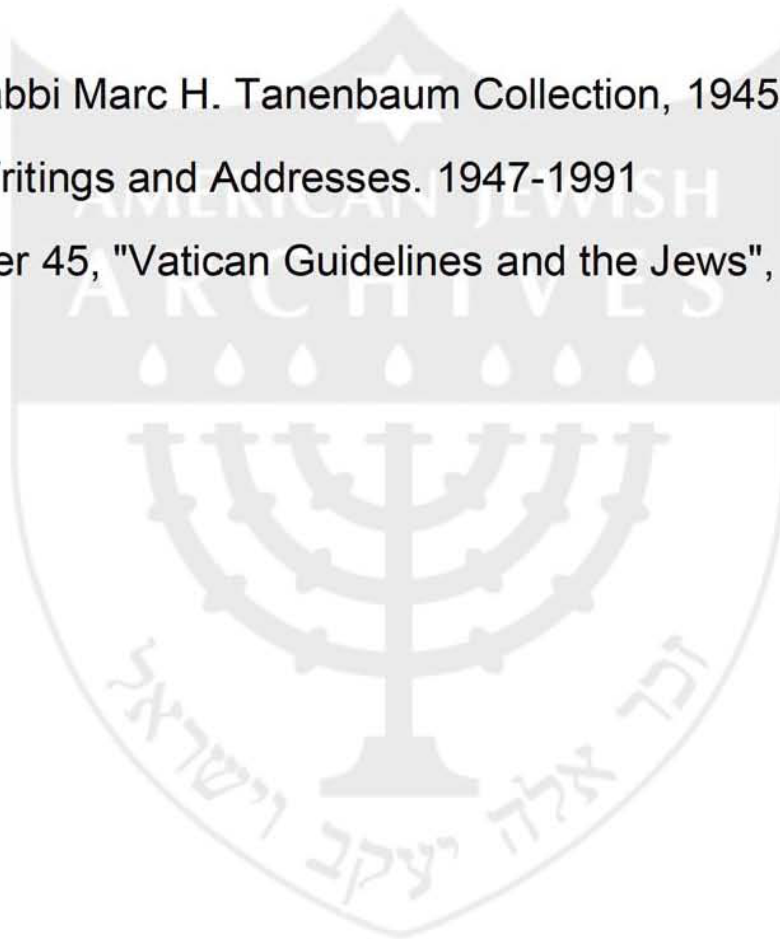 abbi Marc H. Tanenbaum Collection, 1945
ritings and Addresses. 1947-1991
er 45, "Vatican Guidelines and the Jews",
AMERICAN JEWISH
ARCHIVES
זכר אלה יעקב וישראל